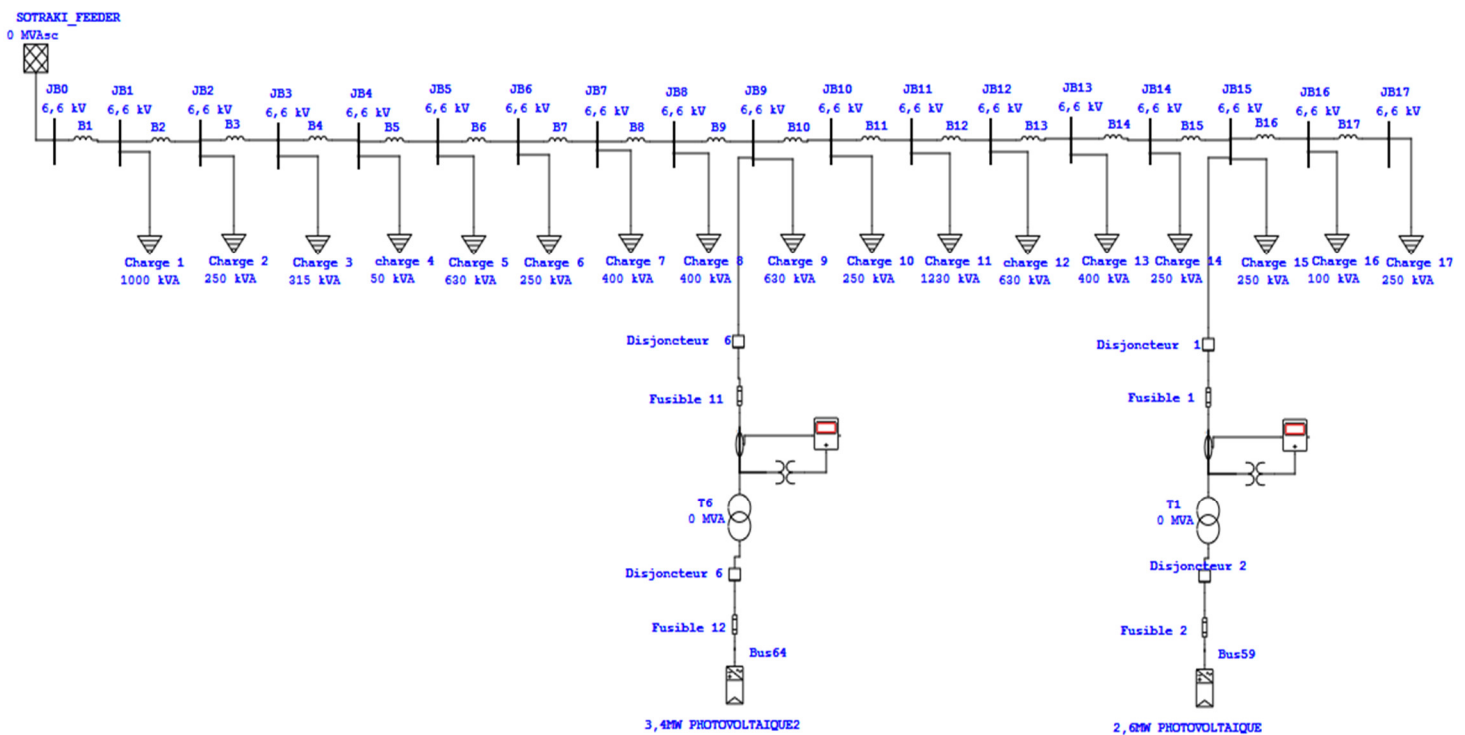 SOTRAKI_FEEDER
0 MVAsc
JB0 JB1 JB2 JB3 JB4 JB5 JB6 JB7 JB8 JB9 JB10 JB11 JB12 JB13 JB14 JB15 JB16 JB17
6,6 kV 6,6 kV 6,6 kV 6,6 kV 6,6 kV 6,6 kV 6,6 kV 6,6 kV 6,6 kV 6,6 kV 6,6 kV 6,6 kV 6,6 kV 6,6 kV 6,6 kV 6,6 kV 6,6 kV 6,6 kV
B1 B2 B3 B4 B5 B6 B7 B8 B9 B10 B11 B12 B13 B14 B15 B16 B17
Charge 1 Charge 2 Charge 3 charge 4 Charge 5 Charge 6 Charge 7 Charge 8 Charge 9 Charge 10 Charge 11 charge 12 Charge 13 Charge 14 Charge 15 Charge 16 Charge 17
1000 kVA 250 kVA 315 kVA 50 kVA 630 kVA 250 kVA 400 kVA 400 kVA 630 kVA 250 kVA 1230 kVA 630 kVA 400 kVA 250 kVA 250 kVA 100 kVA 250 kVA
Disjoncteur 6 Disjoncteur 1
Fusible 11 Fusible 1
T6 T1
0 MVA 0 MVA
Disjoncteur 6 Disjoncteur 2
Fusible 12 Fusible 2
Bus64 Bus59
3,4MW PHOTOVOLTAIQUE2 2,6MW PHOTOVOLTAIQUE